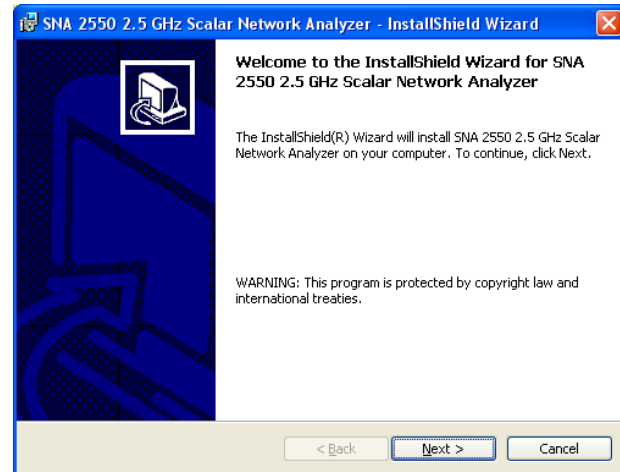 SNA 2550 2.5 GHz Scalar Network Analyzer - InstallShield Wizard
Welcome to the InstallShield Wizard for SNA
2550 2.5 GHz Scalar Network Analyzer
The InstallShield(R) Wizard will install SNA 2550 2.5 GHz Scalar
Network Analyzer on your computer. To continue, click Next.
WARNING: This program is protected by copyright law and
international treaties.
< Back
Next >
Cancel